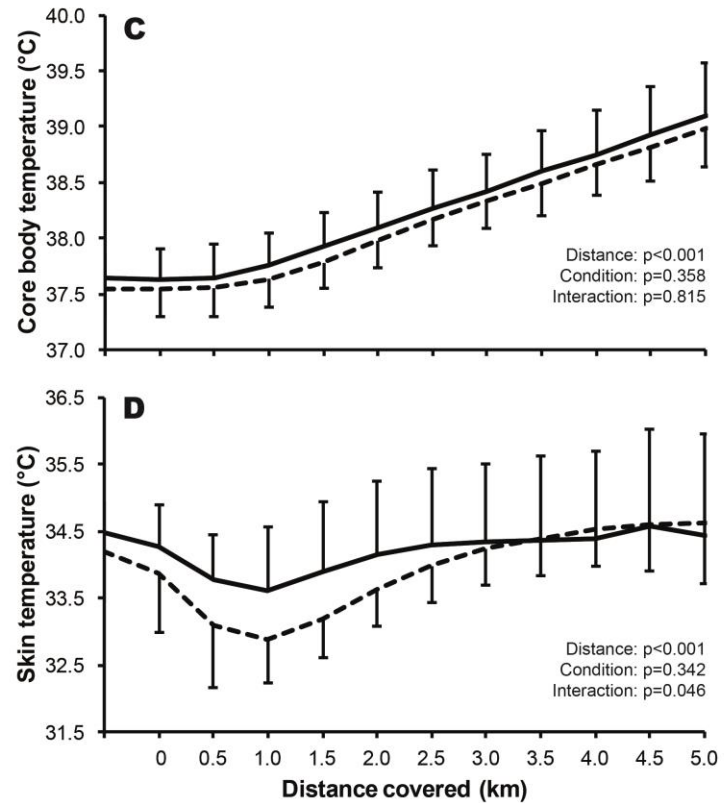 C
Core body temperature (°C)
40.0
39.5
39.0
38.5
38.0
37.5
37.0
Distance: p<0.001
Condition: p=0.358
Interaction: p=0.815
D
Skin temperature (°C)
36.5
35.5
34.5
33.5
32.5
31.5
Distance: p<0.001
Condition: p=0.342
Interaction: p=0.046
0 0.5 1.0 1.5 2.0 2.5 3.0 3.5 4.0 4.5 5.0
Distance covered (km)